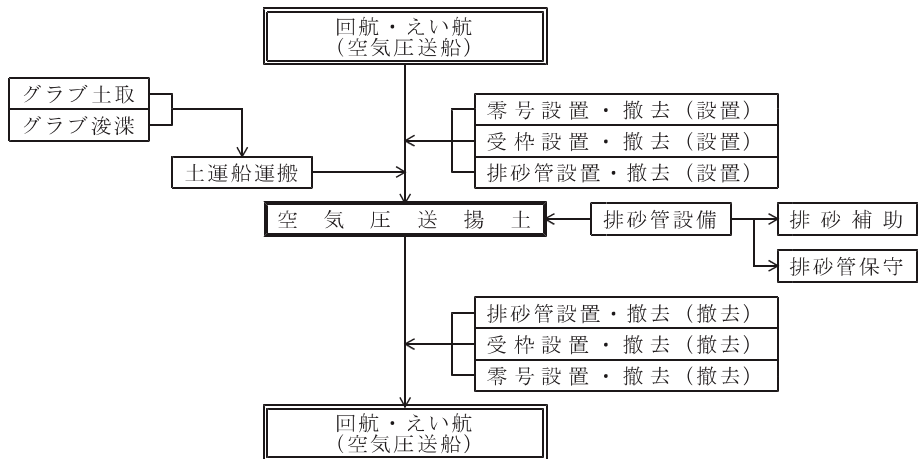 回航・えい航
(空気圧送船)
グラブ土取
グラブ浚渫
零号設置・撤去(設置)
受枠設置・撤去(設置)
排砂管設置・撤去(設置)
土運船運搬
空気圧送揚土
排砂管設備
排砂補助
排砂管保守
排砂管設置・撤去(撤去)
受枠設置・撤去(撤去)
零号設置・撤去(撤去)
回航・えい航
(空気圧送船)